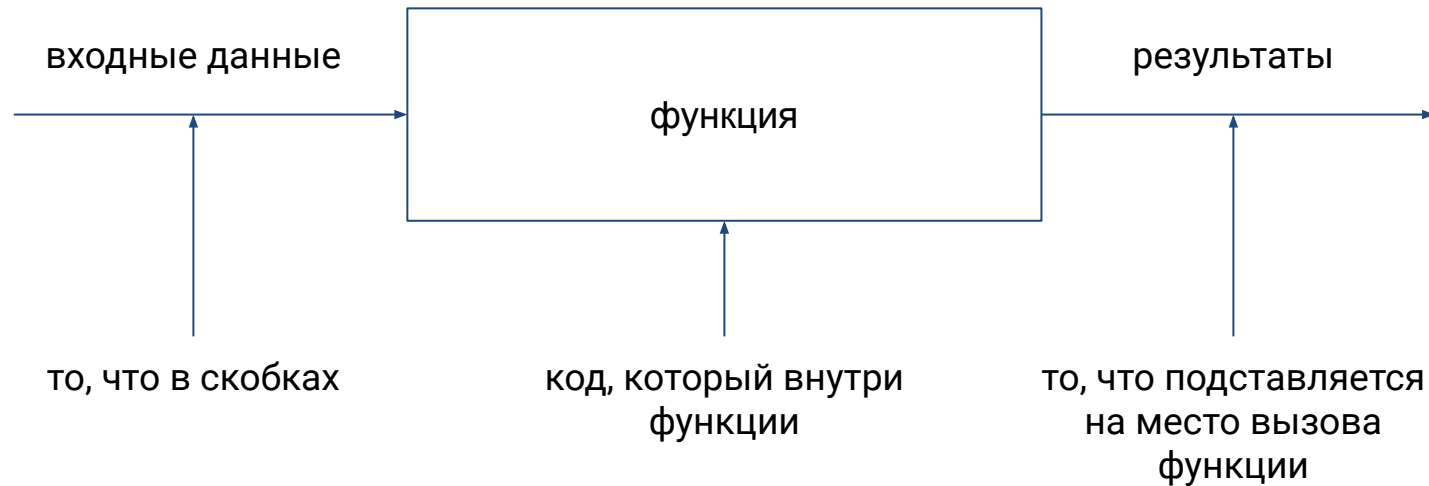 входные данные
функция
результаты
то, что в скобках
код, который внутри
функции
то, что подставляется
на место вызова
функции